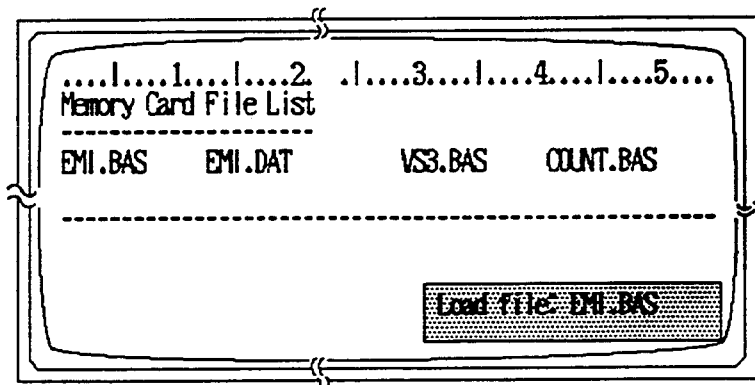 ....|....1....|....2. .|....3....|....4....|....5....
Memory Card File List
---------------------
EMI.BAS EMI.DAT VS3.BAS COUNT.BAS
------------------------------------------------------
Load file: EMI.BAS